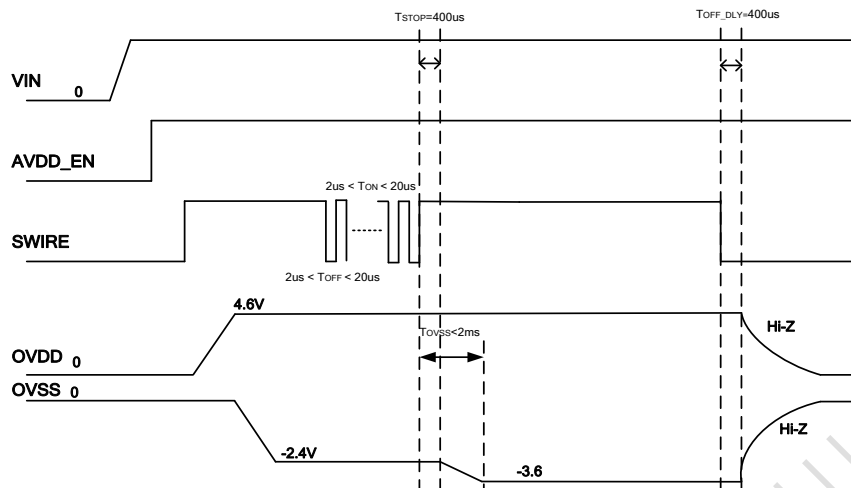 TSTOP=400us
TOFF_DLY=400us
VIN
0
AVDD_EN
2us < TON < 20us
SWIRE
2us < TOFF < 20us
4.6V
TOVSS<2ms
Hi-Z
OVDD 0
OVSS 0
Hi-Z
-2.4V
-3.6